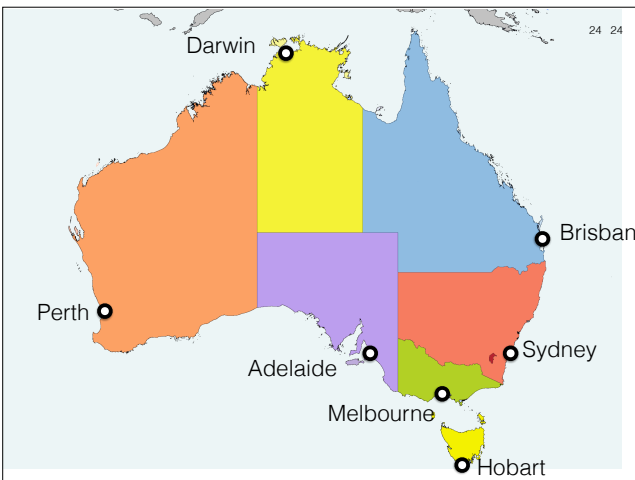 24 24
Darwin
Brisban
Perth
Sydney
Adelaide
Melbourne
Hobart